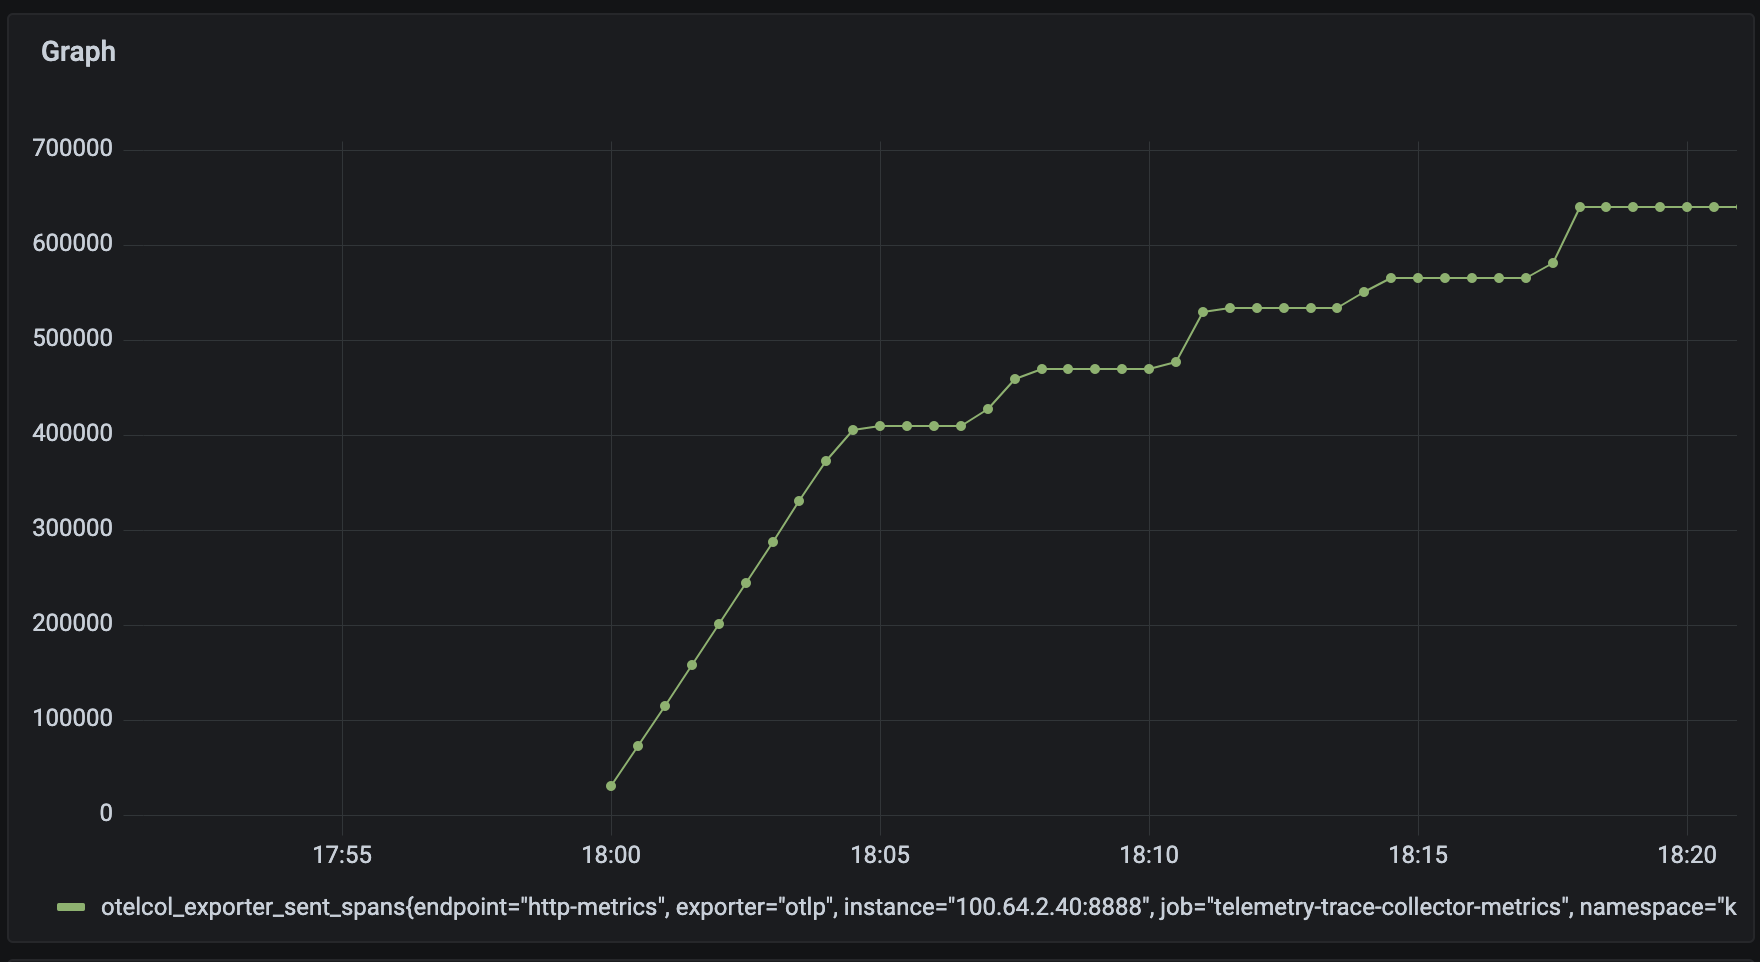 Graph
700000
600000
500000
400000
300000
200000
100000
0
17:55 18:00 18:05 18:10 18:15 18:20
otelcol_exporter_sent_spans{endpoint="http-metrics", exporter="otlp", instance="100.64.2.40:8888", job="telemetry-trace-collector-metrics", namespace="k